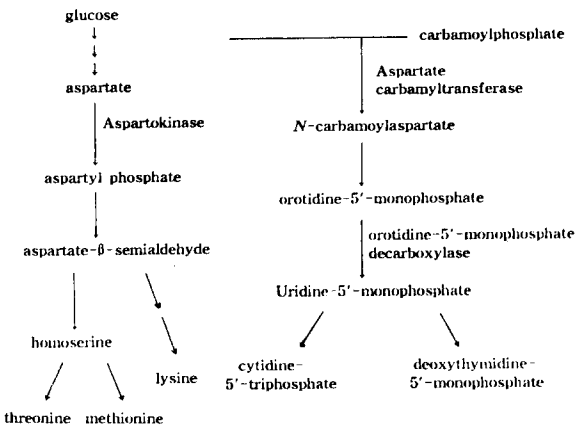 glucose
carbamoylphosphate
aspartate
Aspartate
carbamyltransferase
Aspartokinase
N-carbamoylaspartate
aspartyl phosphate
orotidine-5'-monophosphate
orotidine-5'-monophosphate
decarboxylase
aspartate-β-semialdehyde
Uridine-5'-monophosphate
homoserine
lysine
cytidine-
5'-triphosphate
deoxythymidine-
5'-monophosphate
threonine methionine